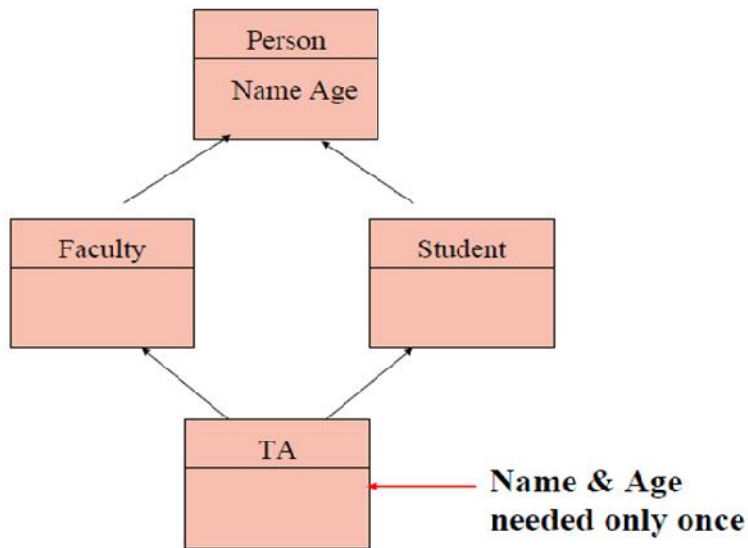 Person
Name Age
Faculty
Student
TA
Name & Age
needed only once